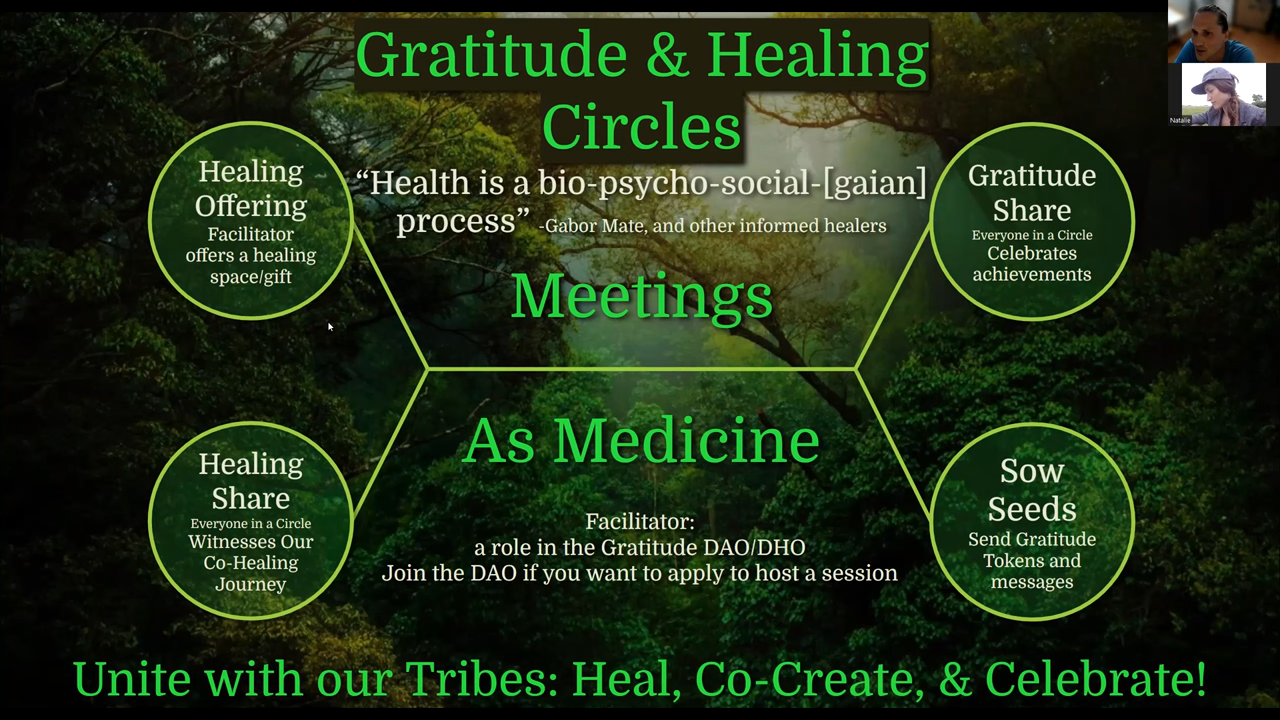 Gratitude & Healing
Circles
“Health is a bio-psycho-social-[gaian]
process” -Gabor Mate, and other informed healers
Healing
Offering
Facilitator
offers a healing
space/gift
Gratitude
Share
Everyone in a Circle
Celebrates
achievements
Meetings
As Medicine
Healing
Share
Everyone in a Circle
Witnesses Our
Co-Healing
Journey
Sow
Seeds
Send Gratitude
Tokens and
messages
Facilitator:
a role in the Gratitude DAO/DHO
Join the DAO if you want to apply to host a session
Unite with our Tribes: Heal, Co-Create, & Celebrate!
Natalie